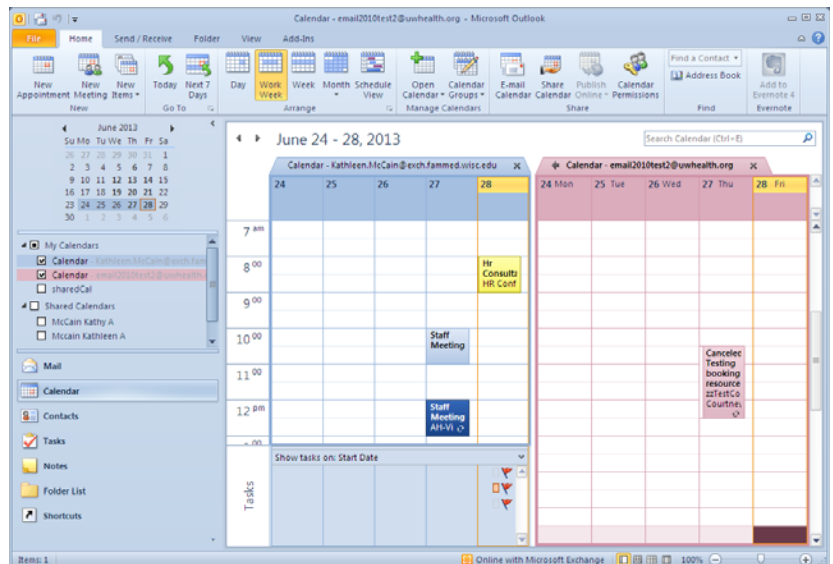 Calendar - email2010test2@uwhealth.org - Microsoft Outlook
File Home Send / Receive Folder View Add-Ins
New Appointment
New Meeting
New Items
Today
Next 7 Days
Day
Work Week
Week
Month
Schedule View
Open Calendar
Calendar Groups
E-mail Calendar
Share Calendar
Publish Online
Calendar Permissions
Find a Contact
Address Book
Add to Evernote 4
New
Go To
Arrange
Manage Calendars
Share
Find
Evernote
June 2013
Su Mo Tu We Th Fr Sa
26 27 28 29 30 31 1
2 3 4 5 6 7 8
9 10 11 12 13 14 15
16 17 18 19 20 21 22
23 24 25 26 27 28 29
30 1 2 3 4 5 6
My Calendars
Calendar - Kathleen.McCain@exch.fam
Calendar - email2010test2@uwhealth.
sharedCal
Shared Calendars
McCain Kathy A
Mccain Kathleen A
Mail
Calendar
Contacts
Tasks
Notes
Folder List
Shortcuts
June 24 - 28, 2013
Search Calendar (Ctrl+E)
Calendar - Kathleen.McCain@exch.fammed.wisc.edu
24 25 26 27 28
7 am
8 00
9 00
10 00
11 00
12 pm
Hr
Consulta
HR Conf
Staff
Meeting
Staff
Meeting
AH-Vi
Calendar - email2010test2@uwhealth.org
24 Mon 25 Tue 26 Wed 27 Thu 28 Fri
Cancelec
Testing
booking
resource
zzTestCo
Courtne
Show tasks on: Start Date
Tasks
Items: 1
Online with Microsoft Exchange
100%